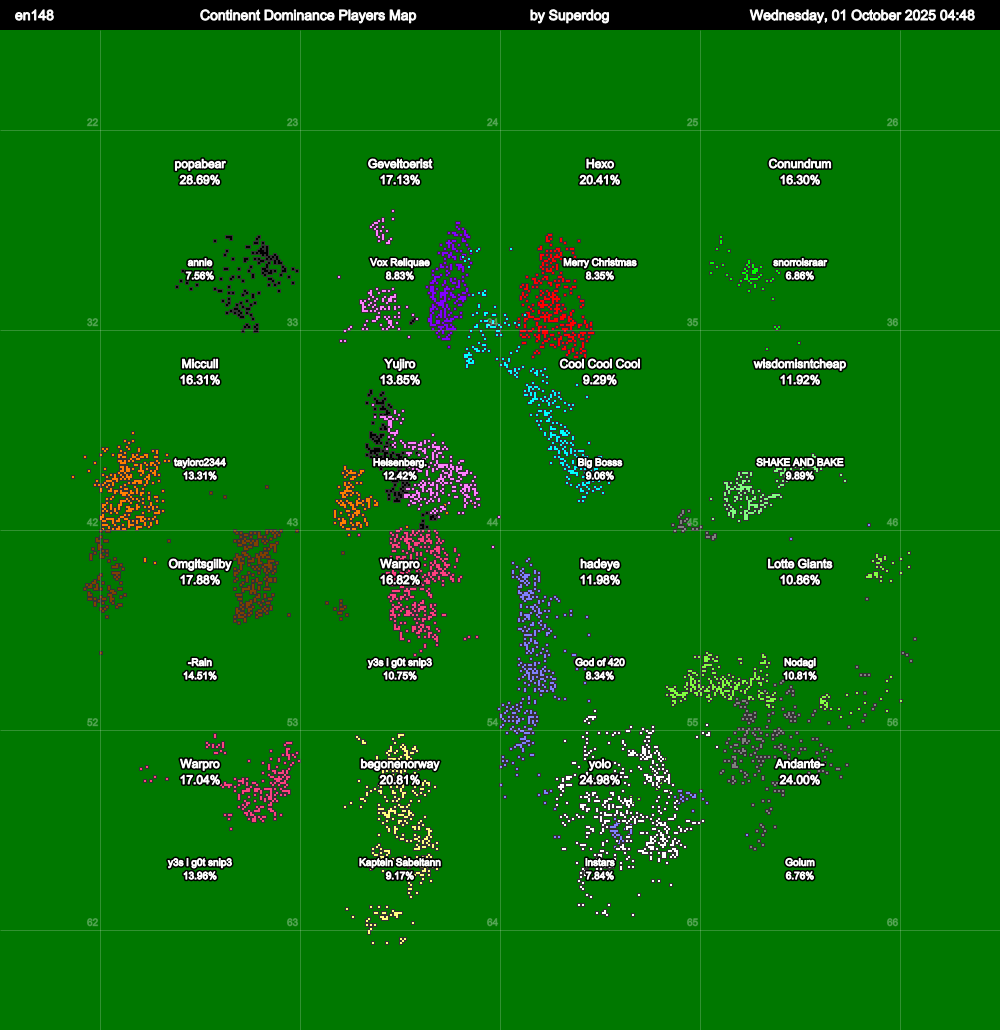 en148 Continent Dominance Players Map by Superdog Wednesday, 01 October 2025 04:48
22 23 24 25 26
popabear Geveltoerist Hexo Conundrum
28.69% 17.13% 20.41% 16.30%
annie Vox Reliquae Merry Christmas snorroisraar
7.56% 8.83% 8.35% 6.86%
32 33 35 36
Miccull Yujiro Cool Cool Cool wisdomisntcheap
16.31% 13.85% 9.29% 11.92%
taylorc2344 Heisenberg. Big Bosss SHAKE AND BAKE
13.31% 12.42% 9.06% 9.89%
42 43 44 45 46
OmgItsgilby Warpro hadeye Lotte Giants
17.88% 16.82% 11.98% 10.86%
-Rain y3s i g0t snip3 God of 420 Nodagi
14.51% 10.75% 8.34% 10.81%
52 53 54 55 56
Warpro begonenorway yolo Andante-
17.04% 20.81% 24.98% 24.00%
y3s i g0t snip3 Kaptein Sabeltann Instars Golum
13.96% 9.17% 7.84% 6.76%
62 63 64 65 66